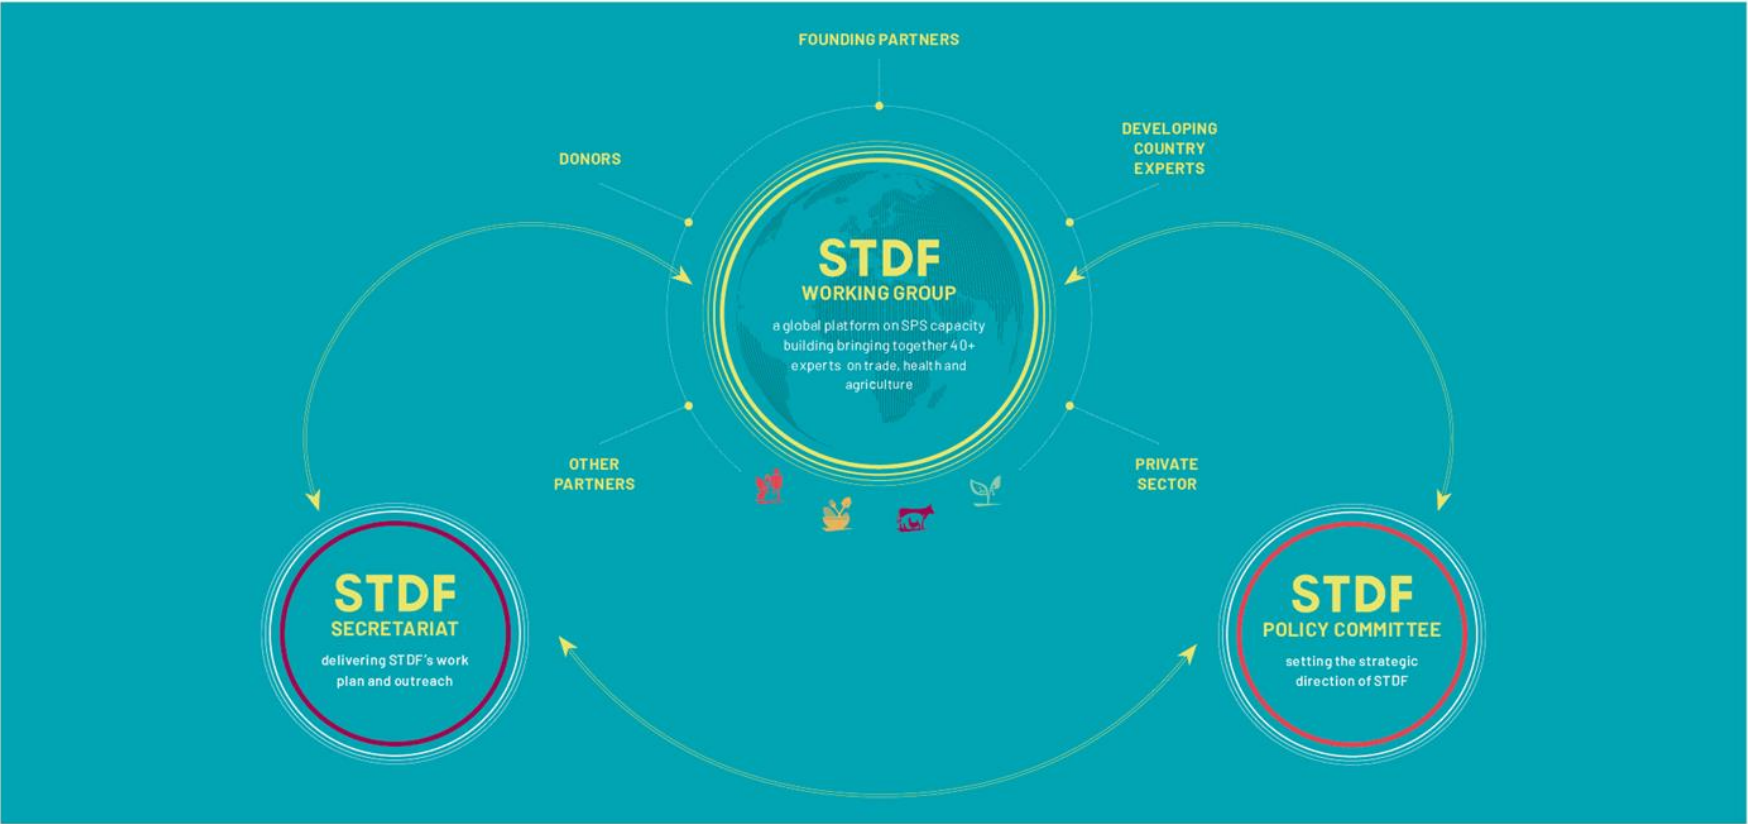 FOUNDING PARTNERS
DEVELOPING
COUNTRY
EXPERTS
DONORS
STDF
WORKING GROUP
a global platform on SPS capacity
building bringing together 40+
experts on trade, health and
agriculture
OTHER
PARTNERS
PRIVATE
SECTOR
STDF
SECRETARIAT
delivering STDF's work
plan and outreach
STDF
POLICY COMMITTEE
setting the strategic
direction of STDF